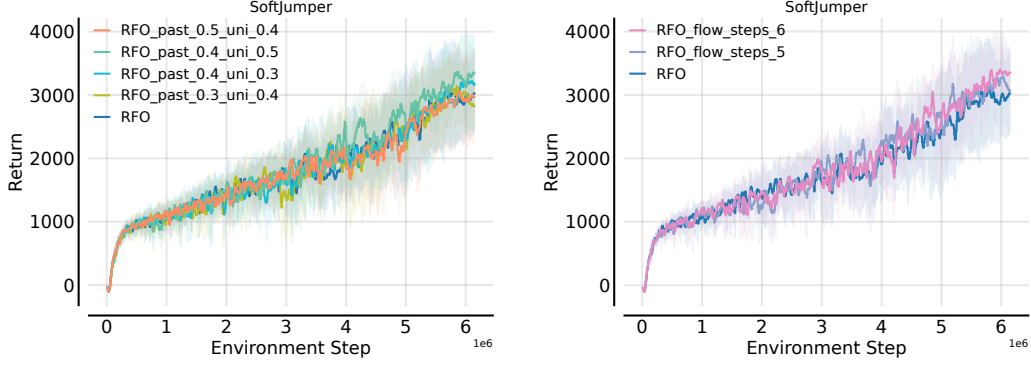 SoftJumper
4000
3000
2000
1000
0
Return
RFO_past_0.5_uni_0.4
RFO_past_0.4_uni_0.5
RFO_past_0.4_uni_0.3
RFO_past_0.3_uni_0.4
RFO
0 1 2 3 4 5 6
1e6
Environment Step
SoftJumper
4000
3000
2000
1000
0
Return
RFO_flow_steps_6
RFO_flow_steps_5
RFO
0 1 2 3 4 5 6
1e6
Environment Step